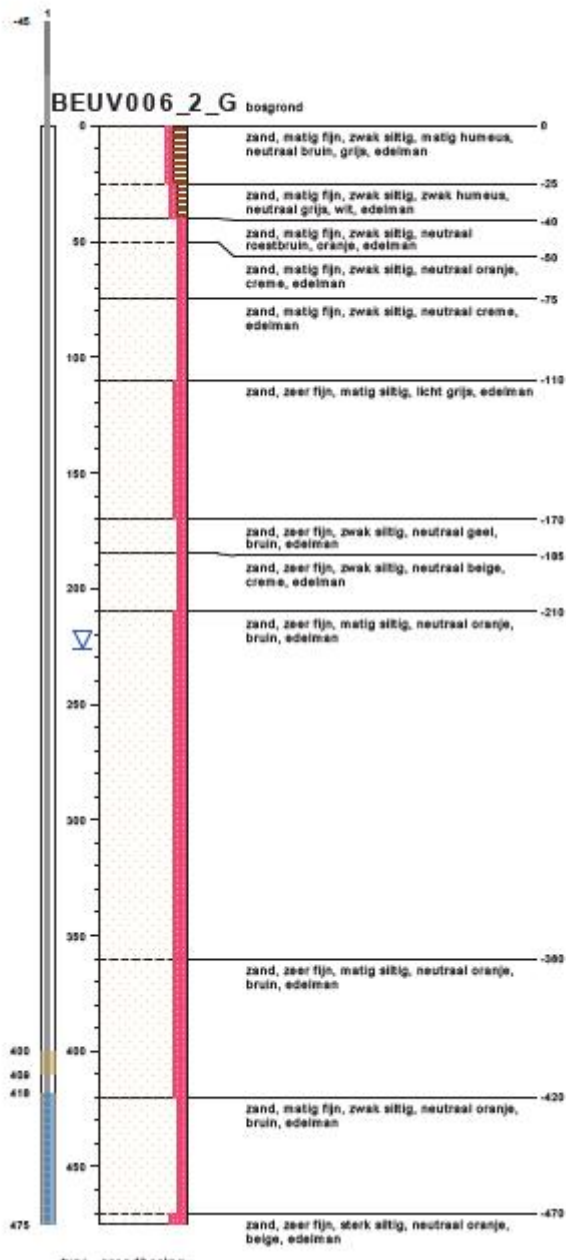 1
-45
BEUV006_2_G bosgrond
0
0
zand, matig fijn, zwak siltig, matig humeus,
neutraal bruin, grijs, edelman
-25
zand, matig fijn, zwak siltig, zwak humeus,
neutraal grijs, wit, edelman
-40
zand, matig fijn, zwak siltig, neutraal
roestbruin, oranje, edelman
50
-50
zand, matig fijn, zwak siltig, neutraal oranje,
creme, edelman
-75
zand, matig fijn, zwak siltig, neutraal creme,
edelman
100
-110
zand, zeer fijn, matig siltig, licht grijs, edelman
150
-170
zand, zeer fijn, zwak siltig, neutraal geel,
bruin, edelman
-185
zand, zeer fijn, zwak siltig, neutraal beige,
creme, edelman
200
-210
zand, zeer fijn, matig siltig, neutraal oranje,
bruin, edelman
250
300
350
-360
zand, zeer fijn, matig siltig, neutraal oranje,
bruin, edelman
400
400
409
418
-420
zand, matig fijn, zwak siltig, neutraal oranje,
bruin, edelman
450
-470
475
zand, zeer fijn, sterk siltig, neutraal oranje,
beige, edelman